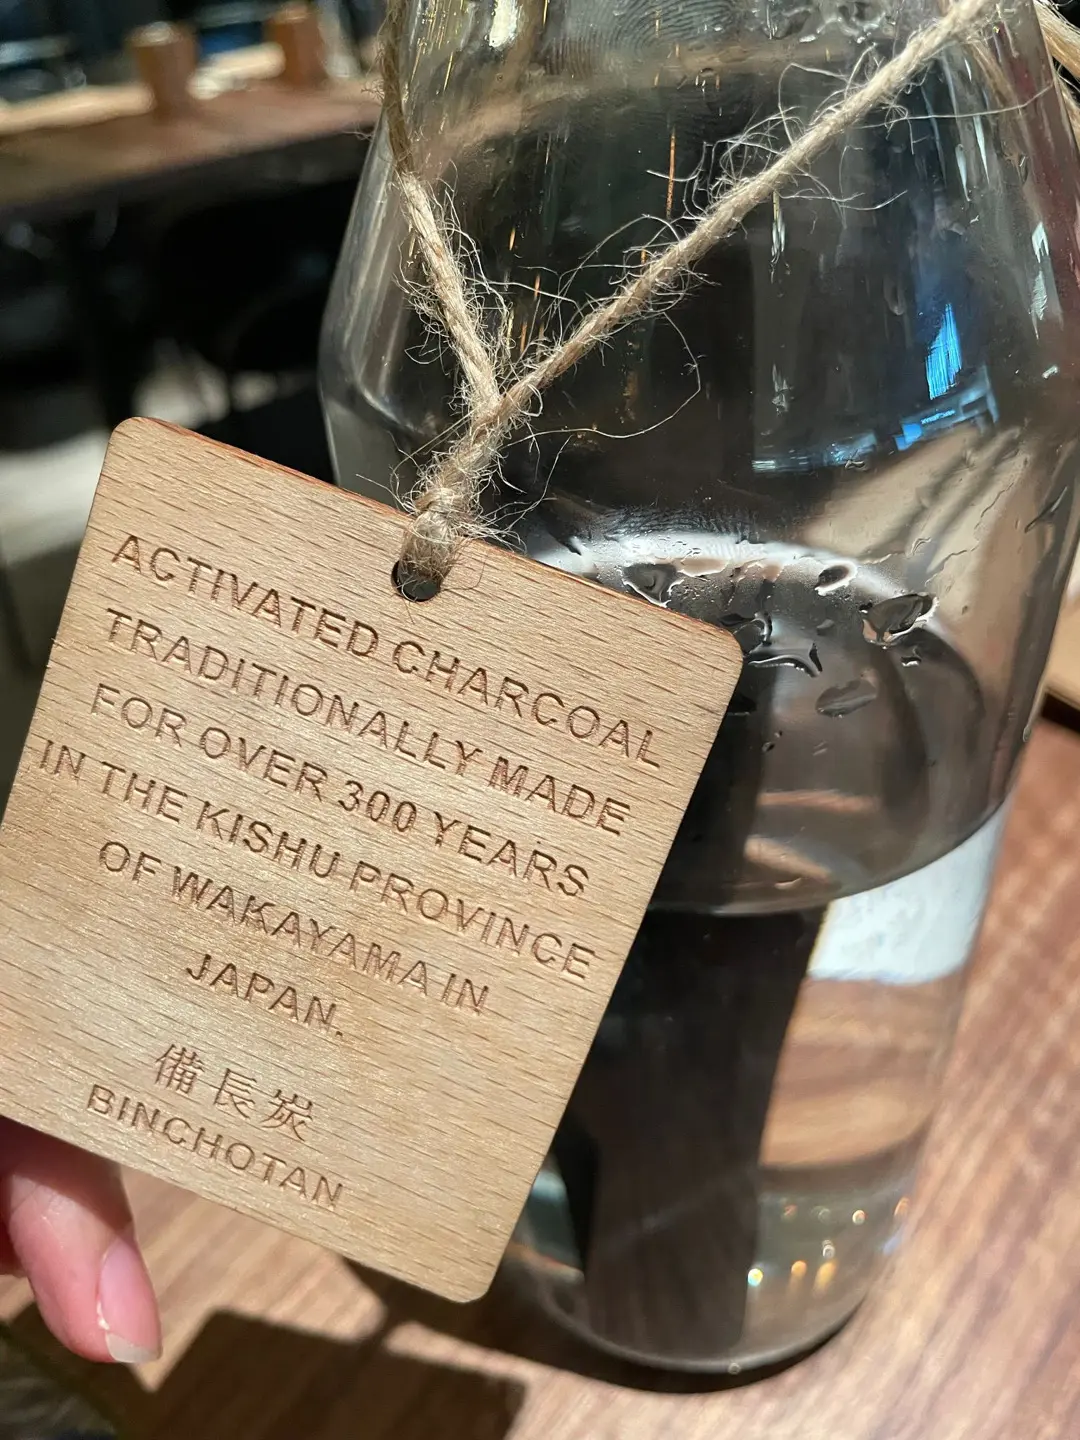 ACTIVATED CHARCOAL
TRADITIONALLY MADE
FOR OVER 300 YEARS
IN THE KISHU PROVINCE
OF WAKAYAMA IN
JAPAN.
備長炭
BINCHOTAN